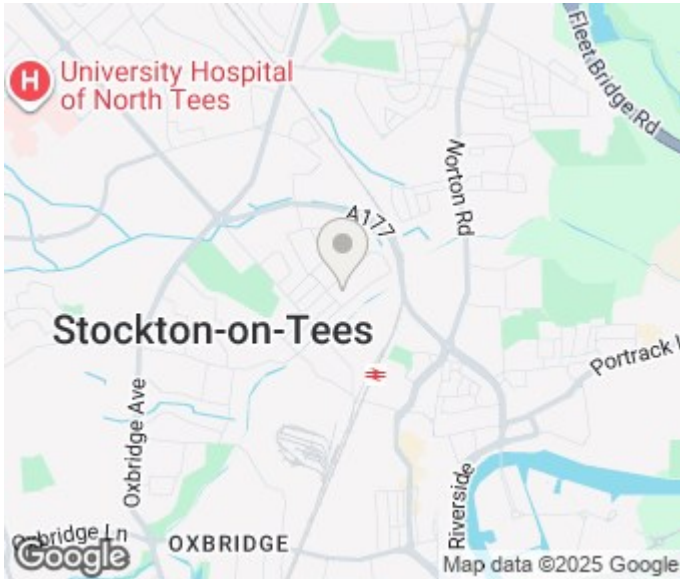 H
University Hospital
of North Tees
Fleet Bridge Rd
Norton Rd
A177
Stockton-on-Tees
Portrack L
Oxbridge Ave
Riverside
Oxbridge Ln
OXBRIDGE
Google
Map data ©2025 Google